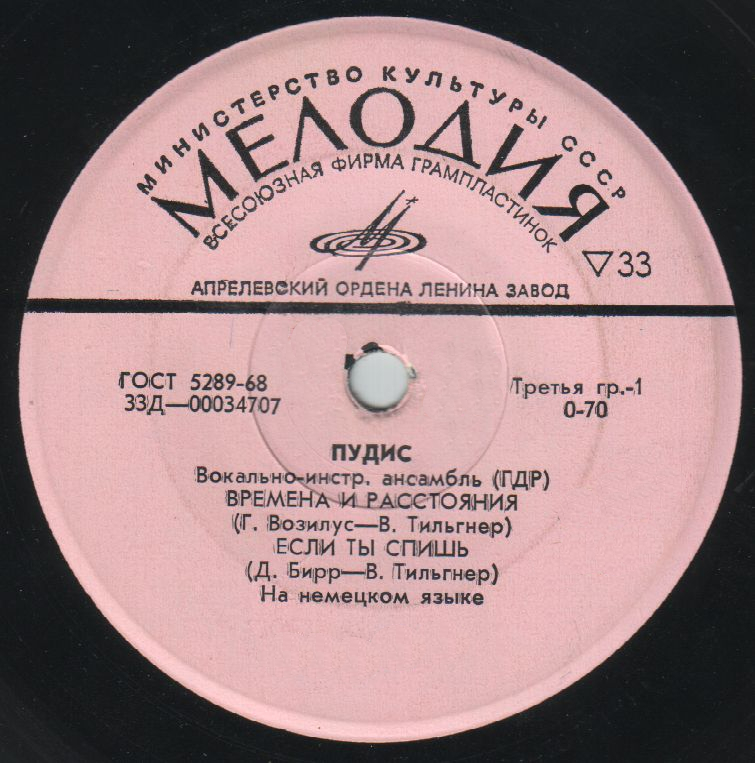 МИНИСТЕРСТВО КУЛЬТУРЫ СССР
МЕЛОДИЯ
ВСЕСОЮЗНАЯ ФИРМА ГРАМПЛАСТИНОК
▽33
АПРЕЛЕВСКИЙ ОРДЕНА ЛЕНИНА ЗАВОД
ГОСТ 5289-68
33Д—00034707
Третья гр.-1
0-70
ПУДИС
Вокально-инстр. ансамбль (ГДР)
ВРЕМЕНА И РАССТОЯНИЯ
(Г. Возилус—В. Тильгнер)
ЕСЛИ ТЫ СПИШЬ
(Д. Бирр—В. Тильгнер)
На немецком языке